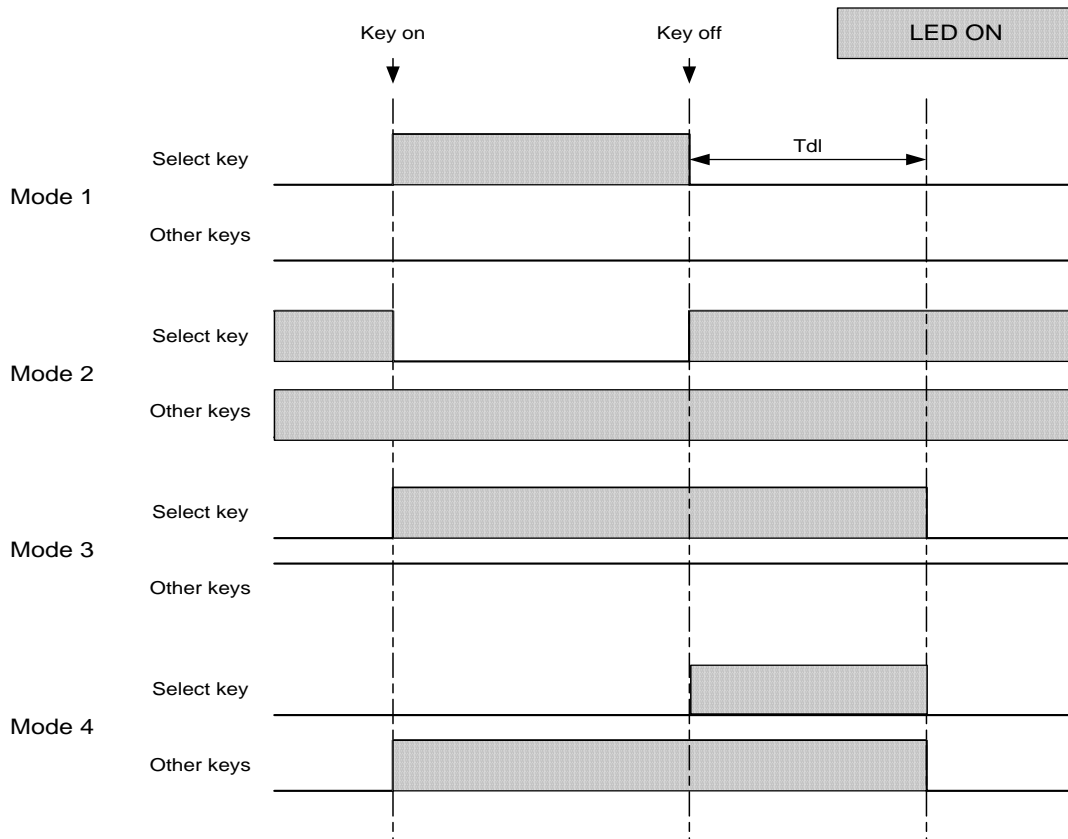 Key on
Key off
LED ON
Tdl
Mode 1
Select key
Other keys
Mode 2
Select key
Other keys
Mode 3
Select key
Other keys
Mode 4
Select key
Other keys